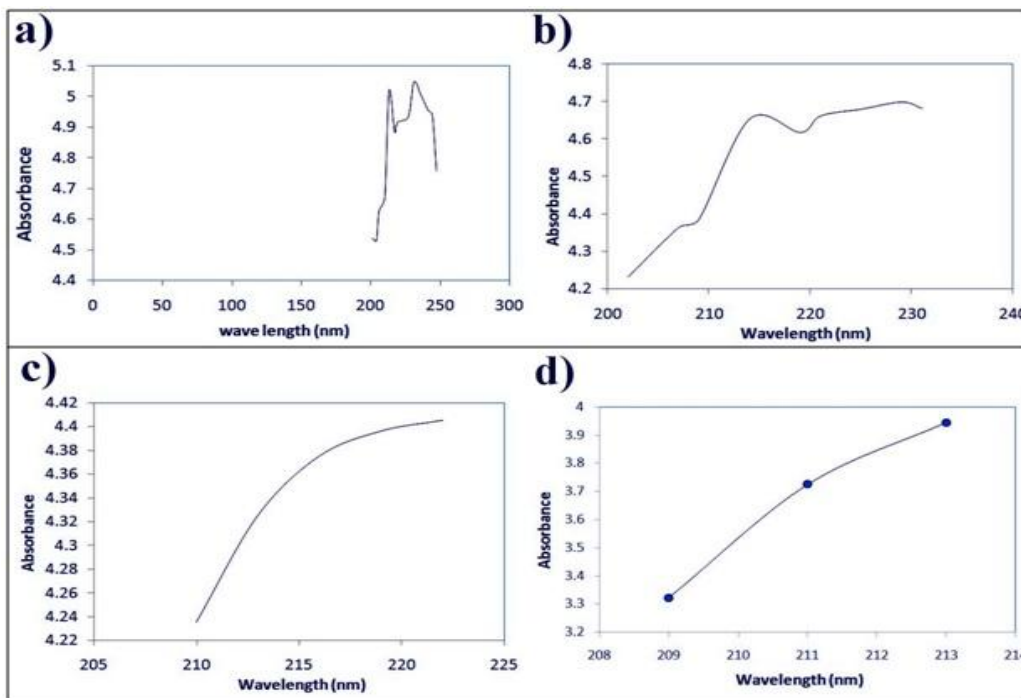 a)
5.1
5
4.9
4.8
4.7
4.6
4.5
4.4
0 50 100 150 200 250 300
Absorbance
wave length (nm)
b)
4.8
4.7
4.6
4.5
4.4
4.3
4.2
200 210 220 230 240
Absorbance
Wavelength (nm)
c)
4.42
4.4
4.38
4.36
4.34
4.32
4.3
4.28
4.26
4.24
4.22
205 210 215 220 225
Absorbance
Wavelength (nm)
d)
4
3.9
3.8
3.7
3.6
3.5
3.4
3.3
3.2
208 209 210 211 212 213 214
Absorbance
Wavelength (nm)